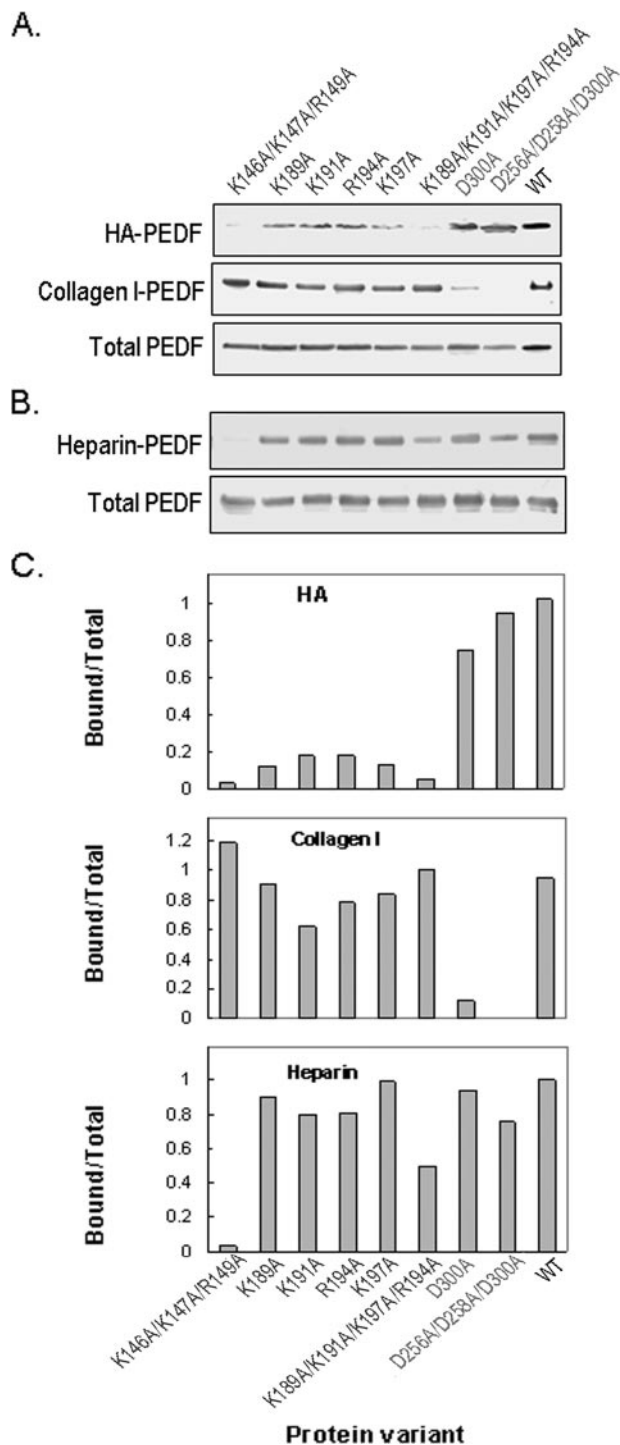 A.
K146A/K147A/R149A
K189A
K191A
R194A
K197A
K189A/K191A/K197A/R194A
D300A
D256A/D258A/D300A
WT
HA-PEDF
Collagen I-PEDF
Total PEDF
B.
Heparin-PEDF
Total PEDF
C.
HA
Bound/Total
1
0.8
0.6
0.4
0.2
0
Collagen I
Bound/Total
1.2
1
0.8
0.6
0.4
0.2
0
Heparin
Bound/Total
1
0.8
0.6
0.4
0.2
0
K146A/K147A/R149A
K189A
K191A
R194A
K197A
K189A/K191A/K197A/R194A
D300A
D256A/D258A/D300A
WT
Protein variant